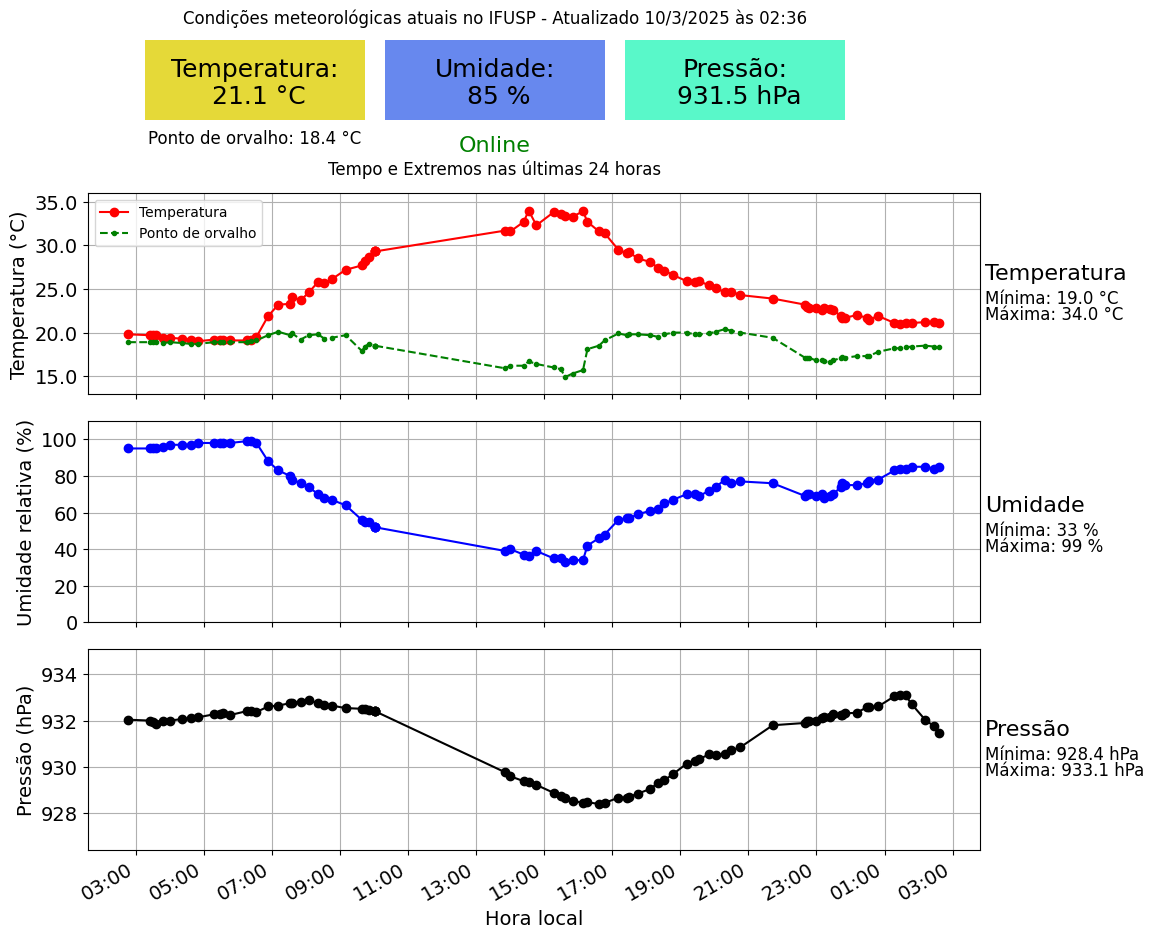 Condições meteorológicas atuais no IFUSP - Atualizado 10/3/2025 às 02:36
Temperatura:
21.1 °C
Umidade:
85 %
Pressão:
931.5 hPa
Ponto de orvalho: 18.4 °C
Online
Tempo e Extremos nas últimas 24 horas
Temperatura (°C)
35.0
30.0
25.0
20.0
15.0
Temperatura
Ponto de orvalho
Temperatura
Mínima: 19.0 °C
Máxima: 34.0 °C
Umidade relativa (%)
100
80
60
40
20
0
Umidade
Mínima: 33 %
Máxima: 99 %
Pressão (hPa)
934
932
930
928
Pressão
Mínima: 928.4 hPa
Máxima: 933.1 hPa
03:00 05:00 07:00 09:00 11:00 13:00 15:00 17:00 19:00 21:00 23:00 01:00 03:00
Hora local